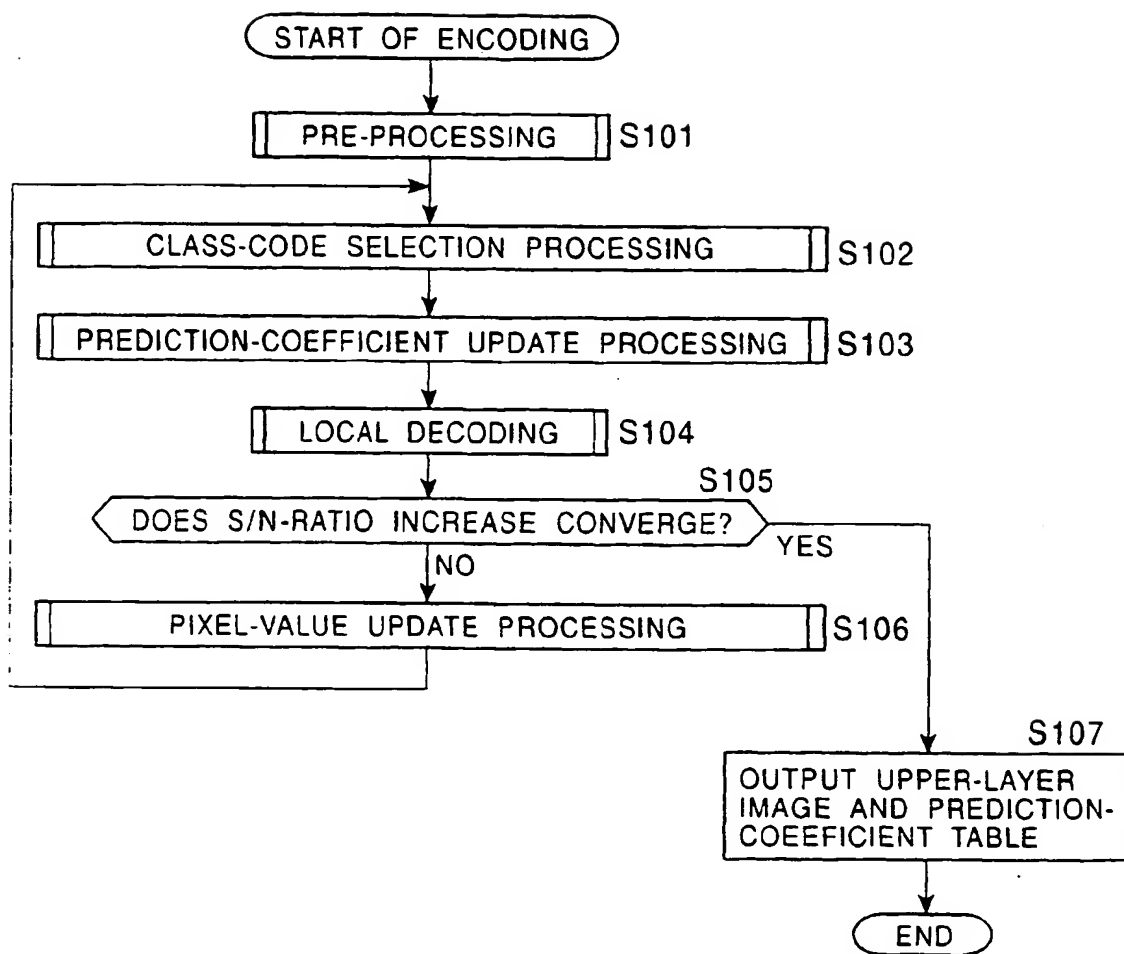 START OF ENCODING
PRE-PROCESSING
S101
CLASS-CODE SELECTION PROCESSING
S102
PREDICTION-COEFFICIENT UPDATE PROCESSING
S103
LOCAL DECODING
S104
S105
DOES S/N-RATIO INCREASE CONVERGE?
YES
NO
PIXEL-VALUE UPDATE PROCESSING
S106
S107
OUTPUT UPPER-LAYER
IMAGE AND PREDICTION-
COEEFICIENT TABLE
END